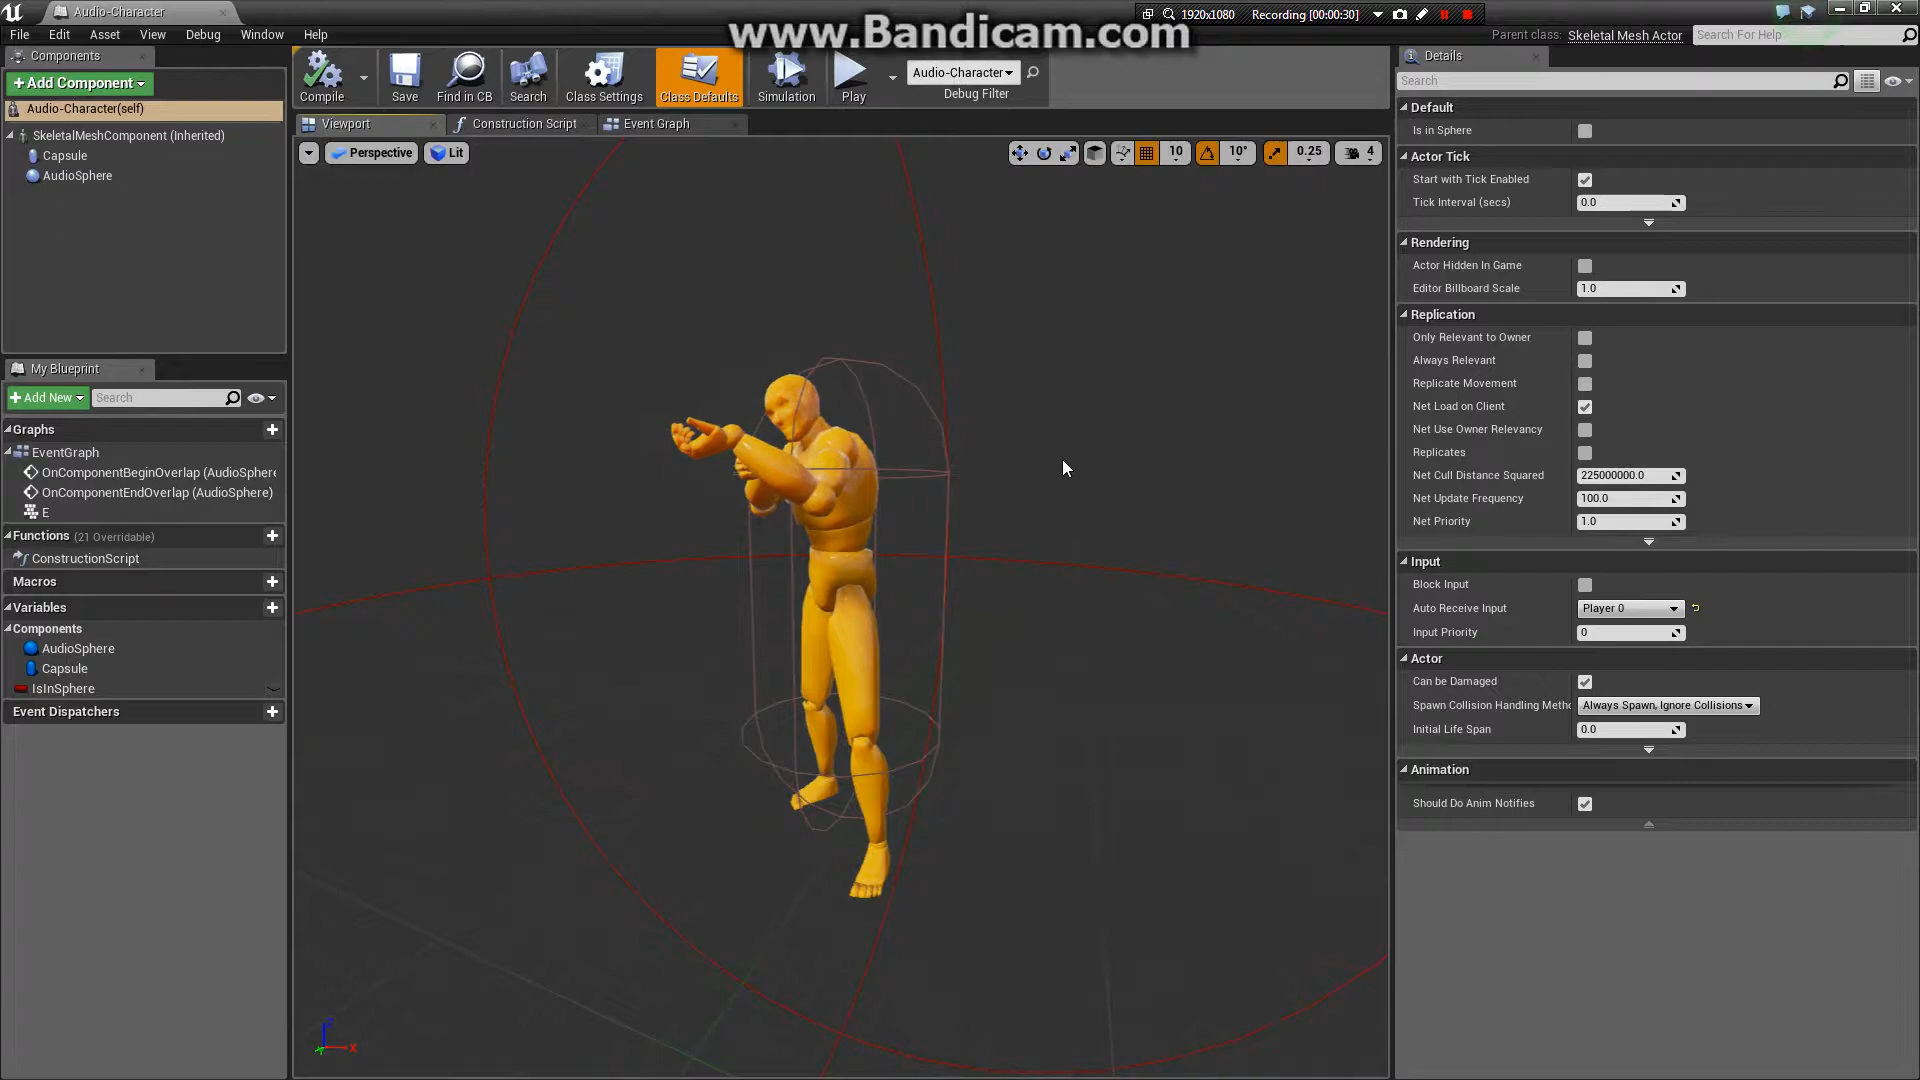 Audio-Character
www.Bandicam.com
1920x1080 Recording [00:00:30]
File Edit Asset View Debug Window Help
Parent class: Skeletal Mesh Actor Search For Help
Components
+ Add Component
Audio-Character(self)
SkeletalMeshComponent (Inherited)
Capsule
AudioSphere
Compile Save Find in CB Search Class Settings Class Defaults Simulation Play
Audio-Character
Debug Filter
Viewport Construction Script Event Graph
Perspective Lit
10 10° 0.25 4
My Blueprint
+ Add New Search
Graphs
EventGraph
OnComponentBeginOverlap (AudioSphere
OnComponentEndOverlap (AudioSphere)
E
Functions (21 Overridable)
ConstructionScript
Macros
Variables
Components
AudioSphere
Capsule
IsInSphere
Event Dispatchers
Z
X
Details
Search
Default
Is in Sphere
Actor Tick
Start with Tick Enabled
Tick Interval (secs) 0.0
Rendering
Actor Hidden In Game
Editor Billboard Scale 1.0
Replication
Only Relevant to Owner
Always Relevant
Replicate Movement
Net Load on Client
Net Use Owner Relevancy
Replicates
Net Cull Distance Squared 225000000.0
Net Update Frequency 100.0
Net Priority 1.0
Input
Block Input
Auto Receive Input Player 0
Input Priority 0
Actor
Can be Damaged
Spawn Collision Handling Metho Always Spawn, Ignore Collisions
Initial Life Span 0.0
Animation
Should Do Anim Notifies